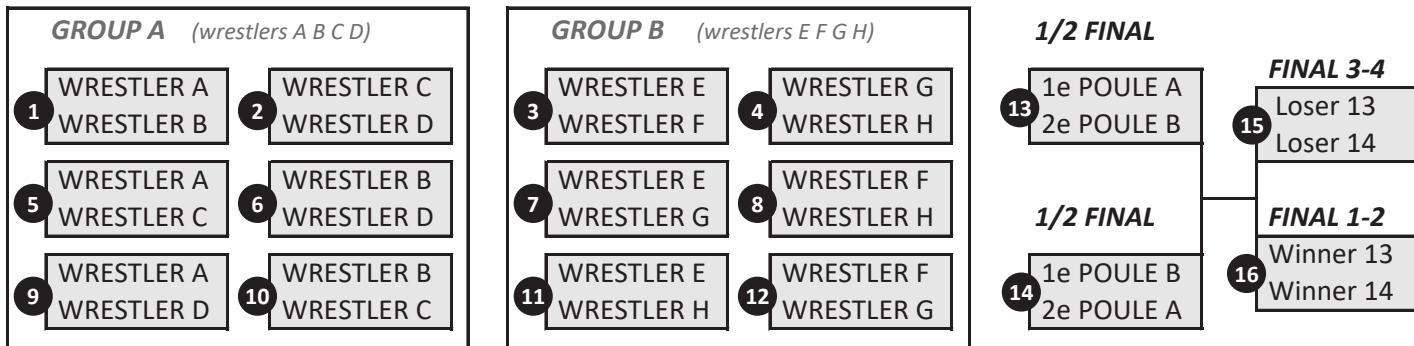 GROUP A (wrestlers A B C D)
1
WRESTLER A
WRESTLER B
2
WRESTLER C
WRESTLER D
5
WRESTLER A
WRESTLER C
6
WRESTLER B
WRESTLER D
9
WRESTLER A
WRESTLER D
10
WRESTLER B
WRESTLER C
GROUP B (wrestlers E F G H)
3
WRESTLER E
WRESTLER F
4
WRESTLER G
WRESTLER H
7
WRESTLER E
WRESTLER G
8
WRESTLER F
WRESTLER H
11
WRESTLER E
WRESTLER H
12
WRESTLER F
WRESTLER G
1/2 FINAL
13
1e POULE A
2e POULE B
1/2 FINAL
14
1e POULE B
2e POULE A
FINAL 3-4
15
Loser 13
Loser 14
FINAL 1-2
16
Winner 13
Winner 14